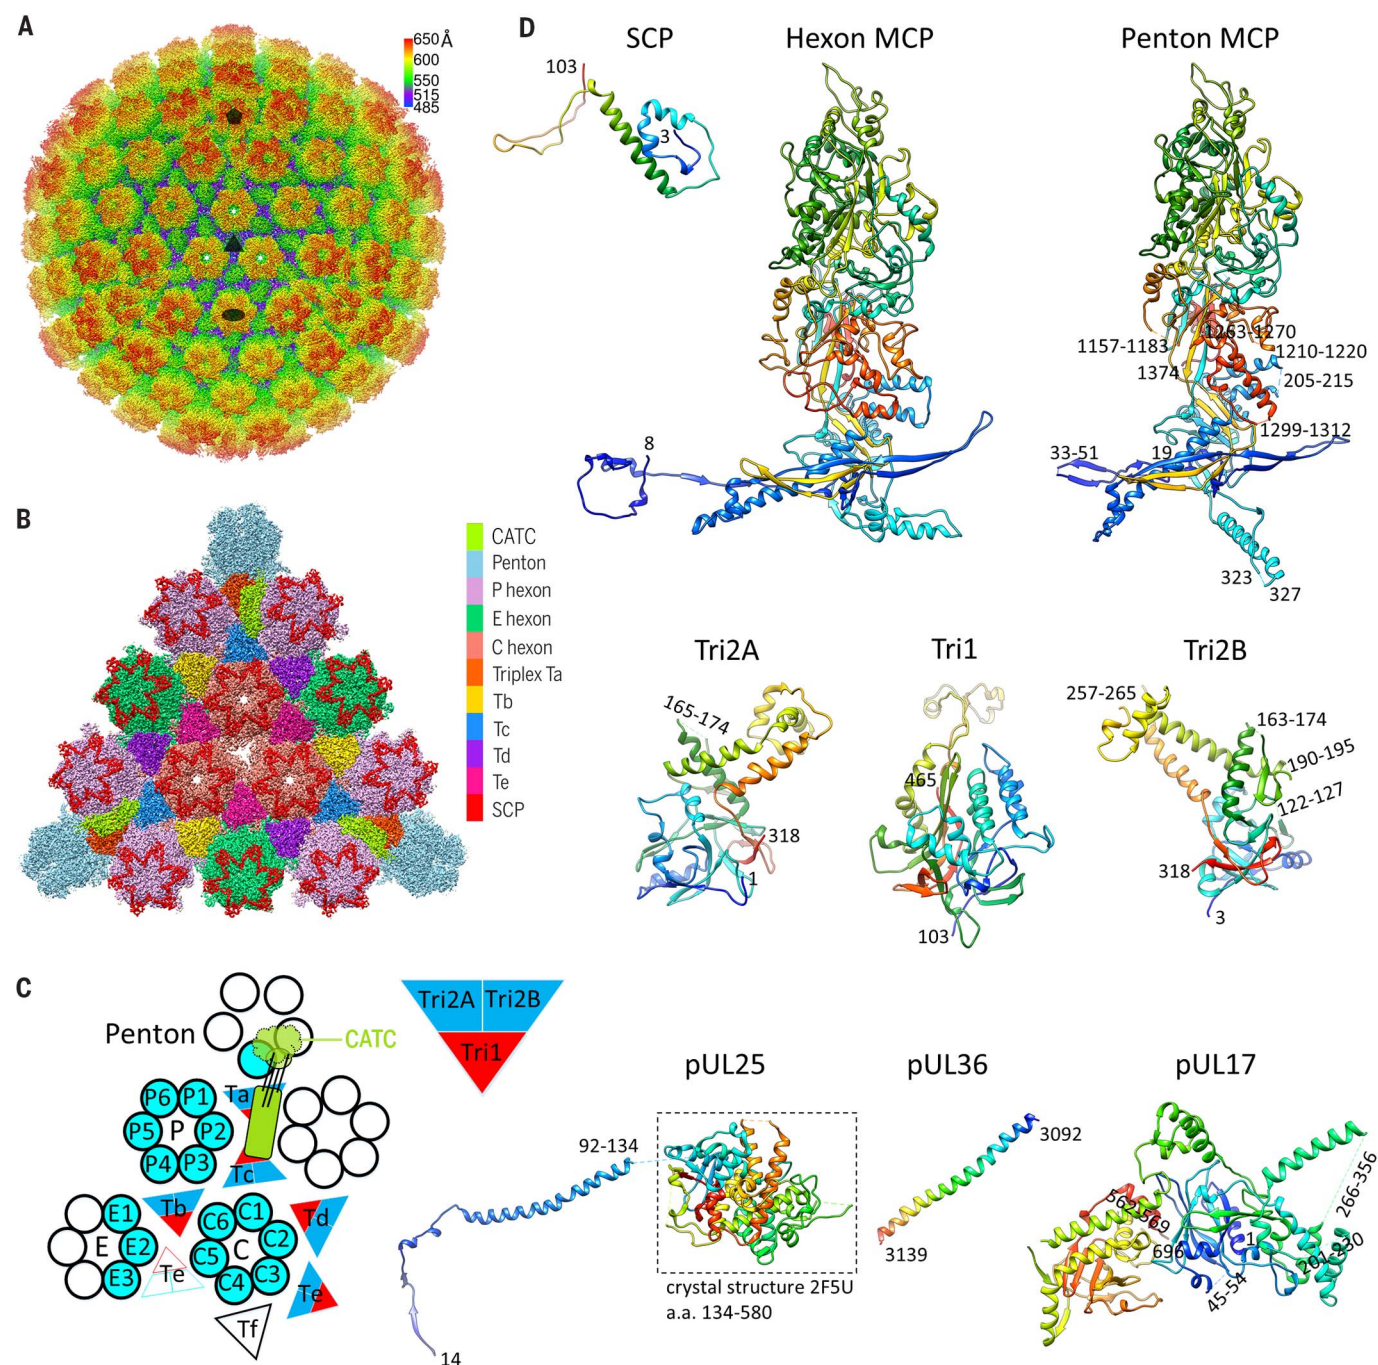 A
650 Å
600
550
515
485
B
CATC
Penton
P hexon
E hexon
C hexon
Triplex Ta
Tb
Tc
Td
Te
SCP
C
Penton
CATC
Tri2A
Tri2B
Tri1
P6
P1
P5
P
P2
P4
P3
Ta
Tc
Tb
E1
E
E2
E3
Te
C6
C1
C5
C
C2
C4
C3
Td
Te
Tf
D
SCP
Hexon MCP
Penton MCP
103
3
8
1157-1183
1263-1270
1210-1220
1374
205-215
1299-1312
33-51
19
323
327
Tri2A
Tri1
Tri2B
165-174
318
1
465
103
257-265
163-174
190-195
122-127
318
3
pUL25
pUL36
pUL17
92-134
14
crystal structure 2F5U
a.a. 134-580
3092
3139
562-569
696
1
45-54
201-230
266-356